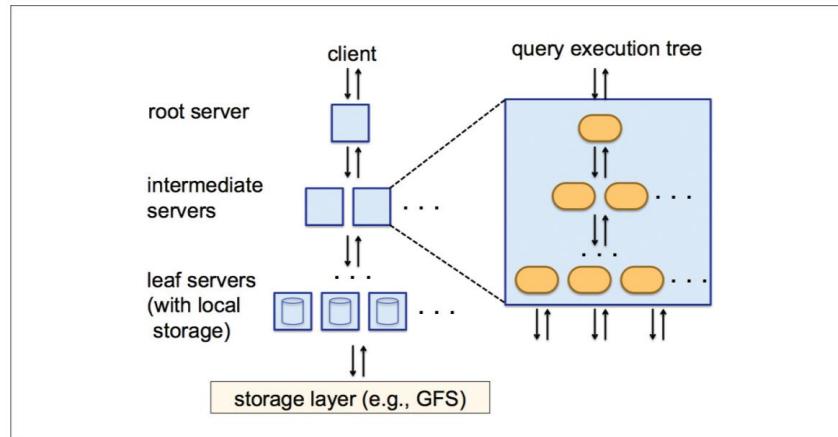 client
query execution tree
root server
intermediate
servers
. . .
. . .
. . .
leaf servers
(with local
storage)
. . .
. . .
. . .
storage layer (e.g., GFS)